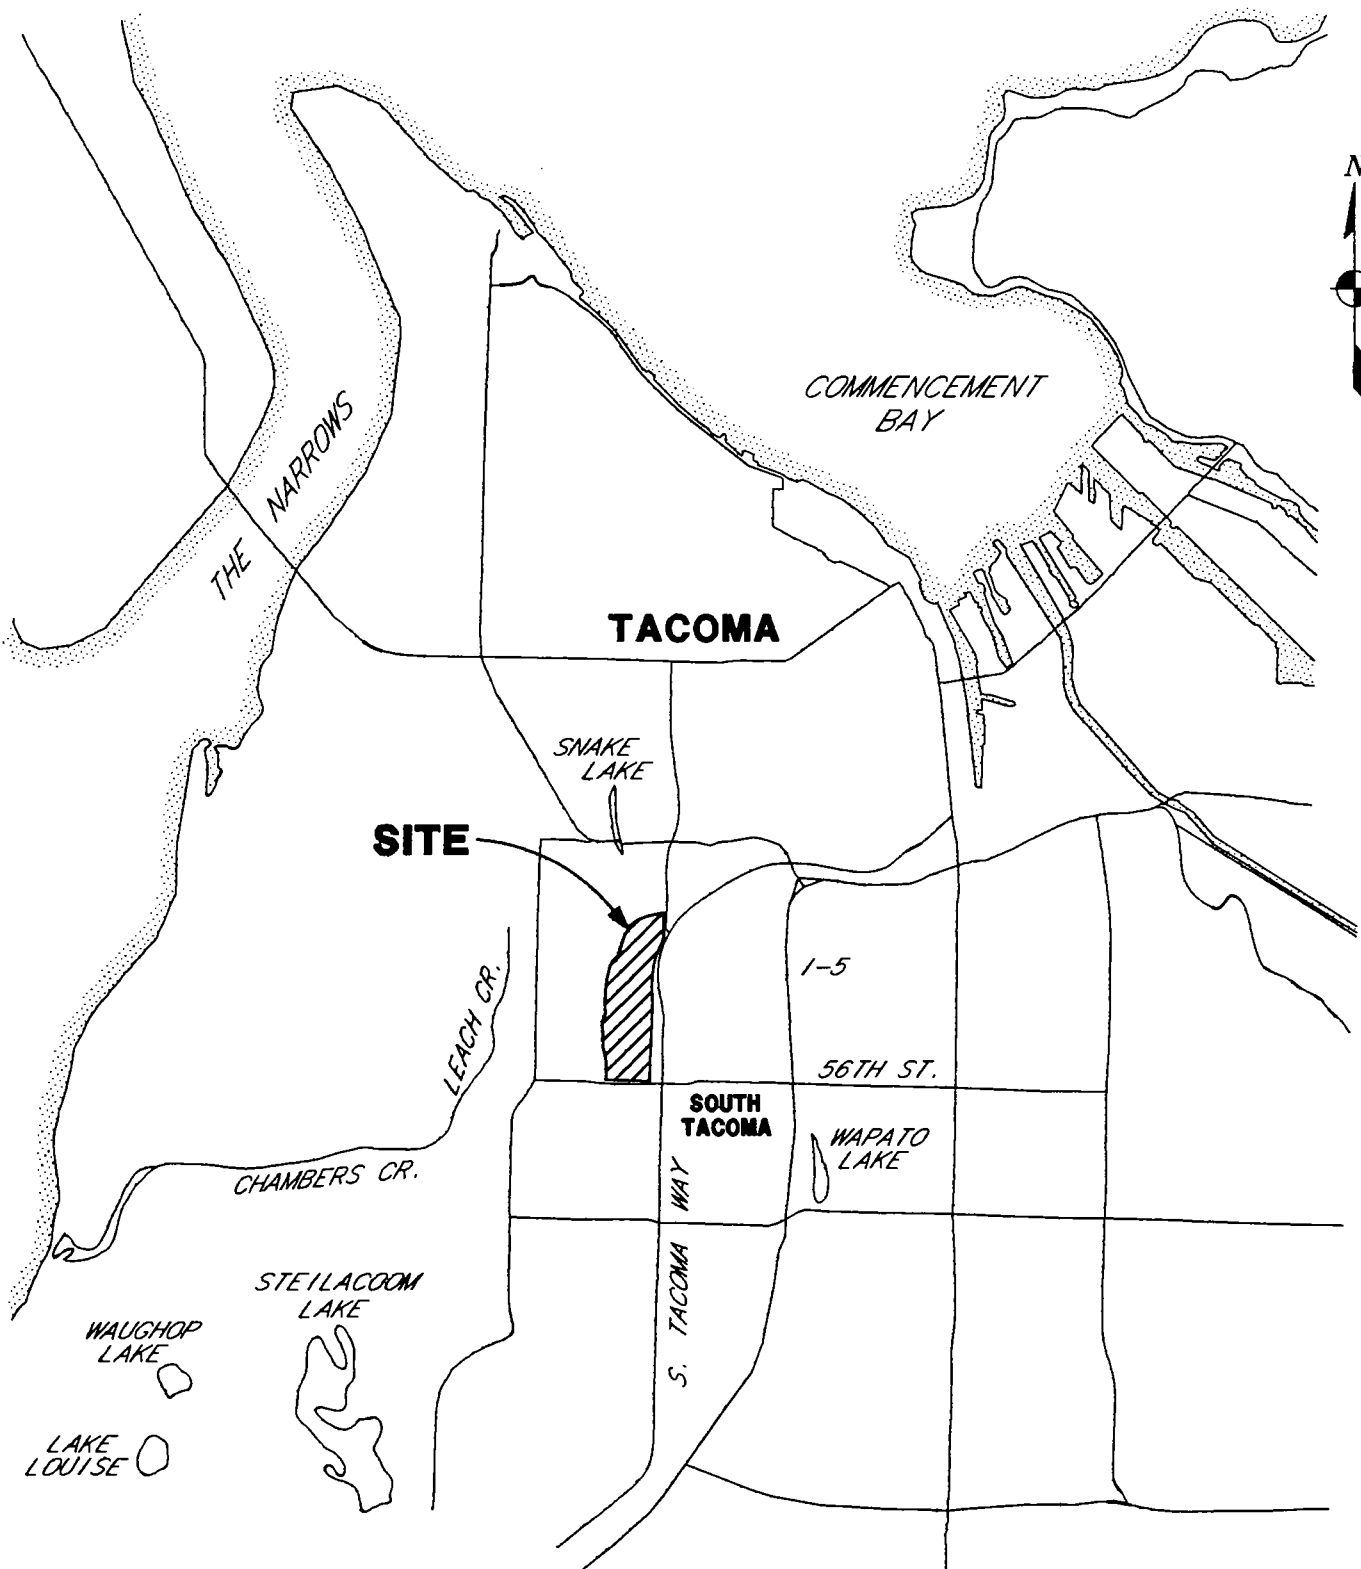 N
COMMENCEMENT
BAY
THE NARROWS
TACOMA
SNAKE
LAKE
SITE
I-5
LEACH CR.
56TH ST.
SOUTH
TACOMA
WAPATO
LAKE
CHAMBERS CR.
S. TACOMA WAY
STEILACOOM
LAKE
WAUGHOP
LAKE
LAKE
LOUISE